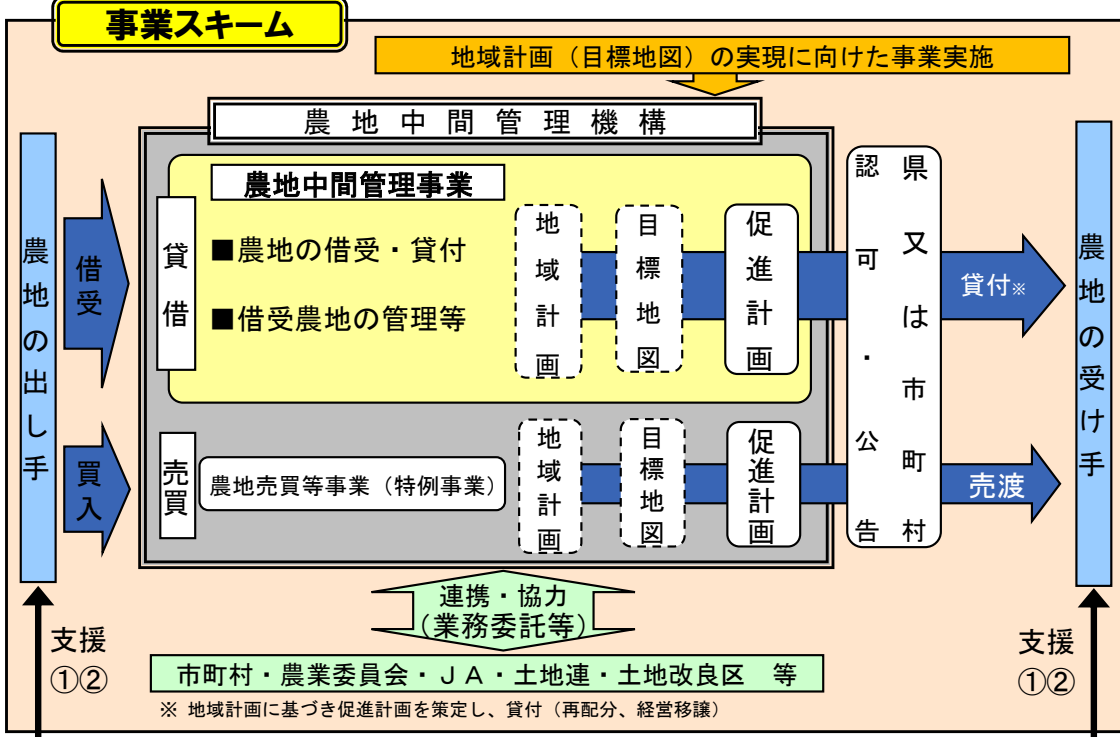 事業スキーム
地域計画（目標地図）の実現に向けた事業実施
農地中間管理機構
農地の出し手
借受
買入
貸借
農地中間管理事業
■農地の借受・貸付
■借受農地の管理等
地域計画
目標地図
促進計画
売買
農地売買等事業（特例事業）
地域計画
目標地図
促進計画
県又は市町村
認可・公告
貸付※
売渡
農地の受け手
連携・協力
（業務委託等）
支援
①②
支援
①②
市町村・農業委員会・ＪＡ・土地連・土地改良区　等
※ 地域計画に基づき促進計画を策定し、貸付（再配分、経営移譲）